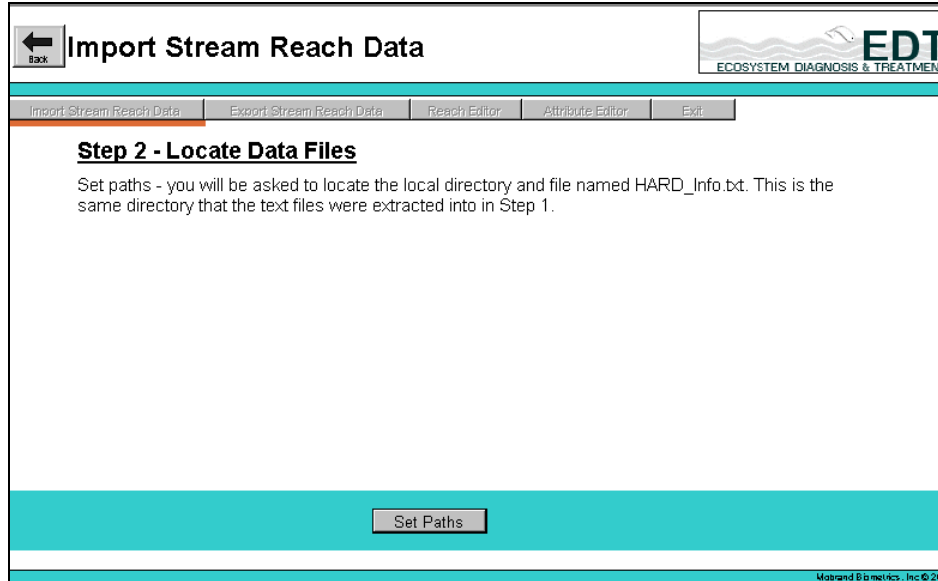 Back
Import Stream Reach Data
EDT
ECOSYSTEM DIAGNOSIS & TREATMEN
Import Stream Reach Data
Export Stream Reach Data
Reach Editor
Attribute Editor
Exit
Step 2 - Locate Data Files
Set paths - you will be asked to locate the local directory and file named HARD_Info.txt. This is the
same directory that the text files were extracted into in Step 1.
Set Paths
Mobrand Biometrics, Inc © 2